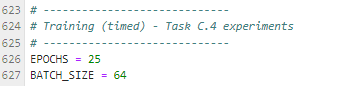 623 # -----------------------------
624 # Training (timed) - Task C.4 experiments
625 # -----------------------------
626 EPOCHS = 25
627 BATCH_SIZE = 64